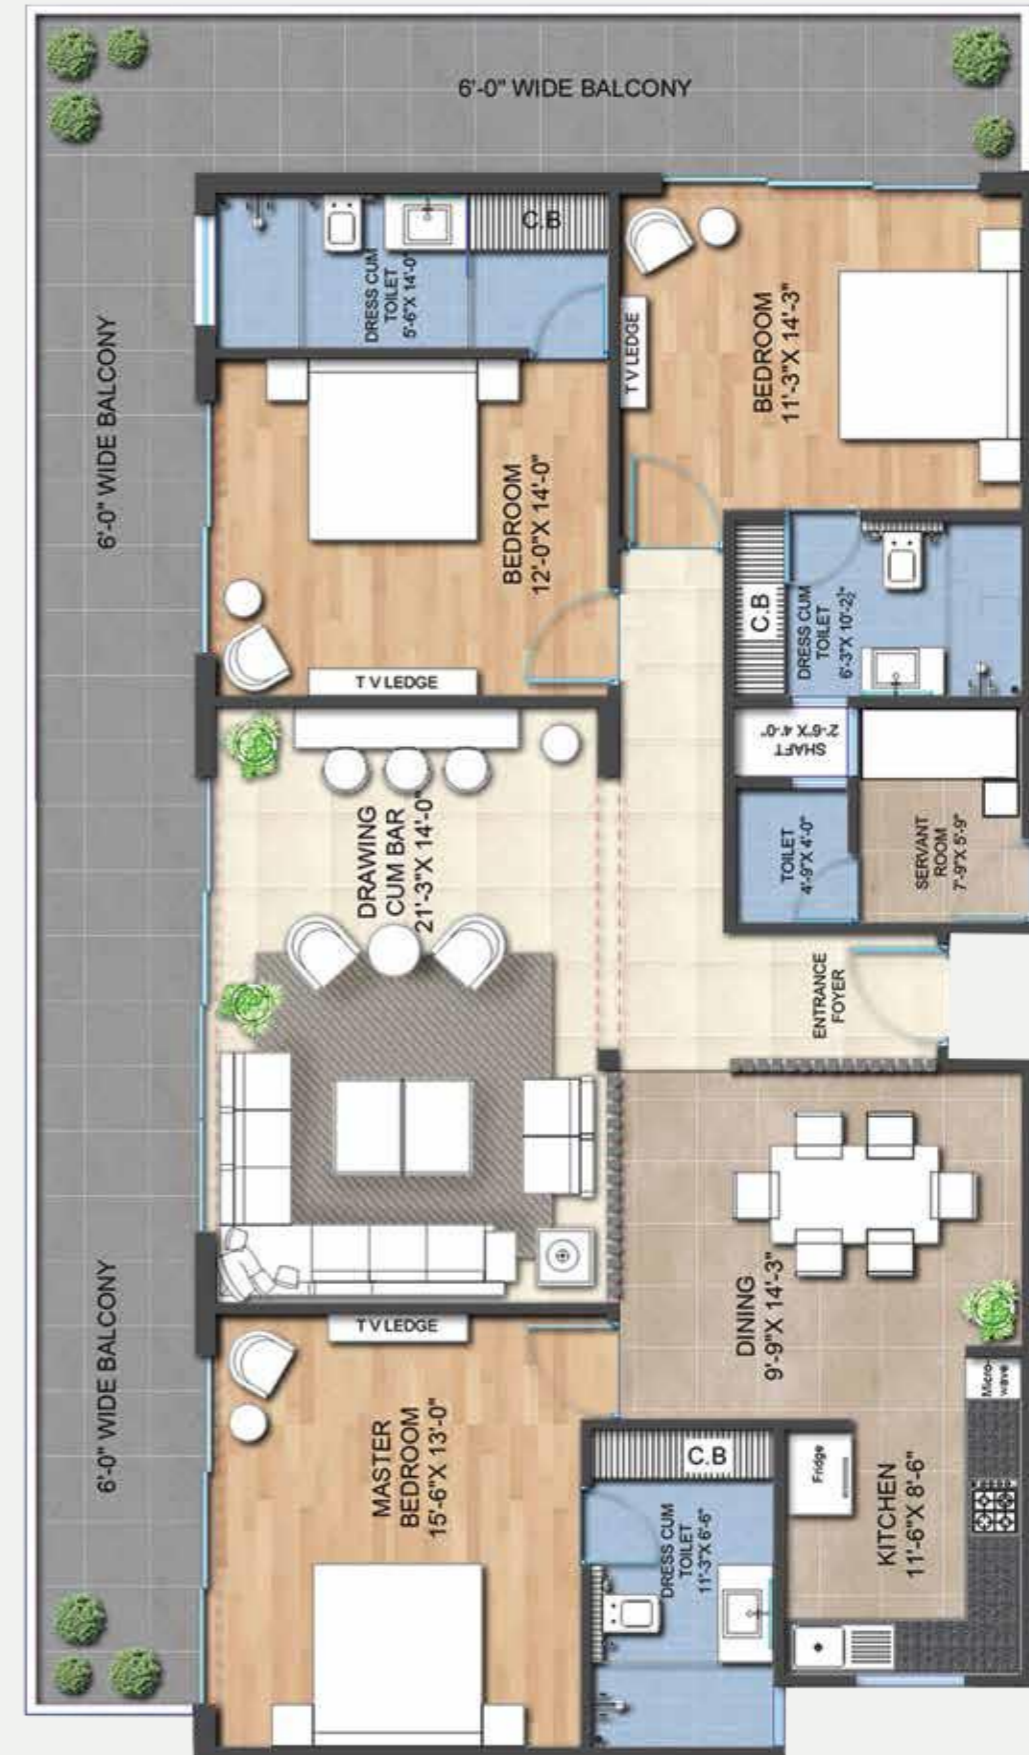 6'-0" WIDE BALCONY
6'-0" WIDE BALCONY
6'-0" WIDE BALCONY
DRESS CUM
TOILET
5'-6"X 14'-0"
C.B
BEDROOM
11'-3"X 14'-3"
T V LEDGE
BEDROOM
12'-0"X 14'-0"
T V LEDGE
C.B
DRESS CUM
TOILET
6'-3"X 10'-2½"
SHAFT
2'-6"X 4'-0"
TOILET
4'-9"X 4'-0"
SERVANT
ROOM
7'-9"X 5'-9"
DRAWING
CUM BAR
21'-3"X 14'-0"
ENTRANCE
FOYER
DINING
9'-9"X 14'-3"
T V LEDGE
MASTER
BEDROOM
15'-6"X 13'-0"
C.B
DRESS CUM
TOILET
11'-3"X 6'-6"
Fridge
Micro-
wave
KITCHEN
11'-6"X 8'-6"